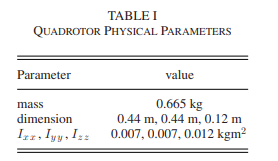 TABLE I
QUADROTOR PHYSICAL PARAMETERS
Parameter value
mass 0.665 kg
dimension 0.44 m, 0.44 m, 0.12 m
Ixx, Iyy, Izz 0.007, 0.007, 0.012 kgm²